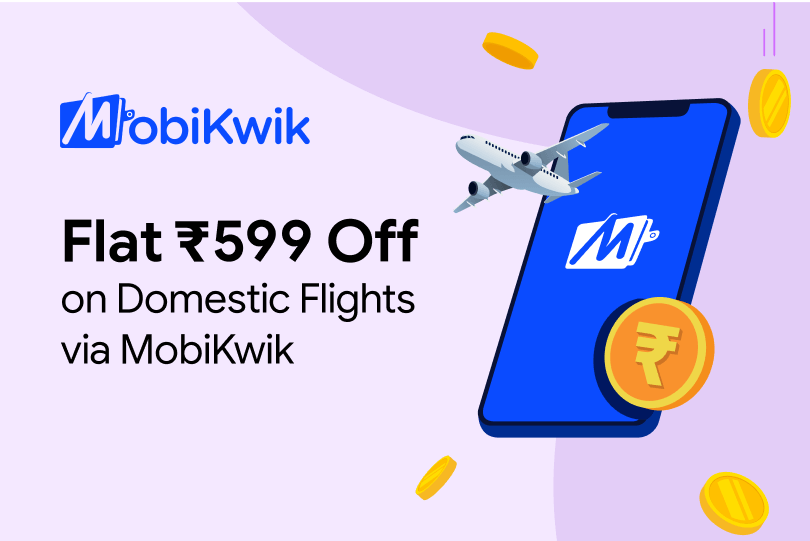 MobiKwik
Flat ₹599 Off
on Domestic Flights
via MobiKwik
M
₹